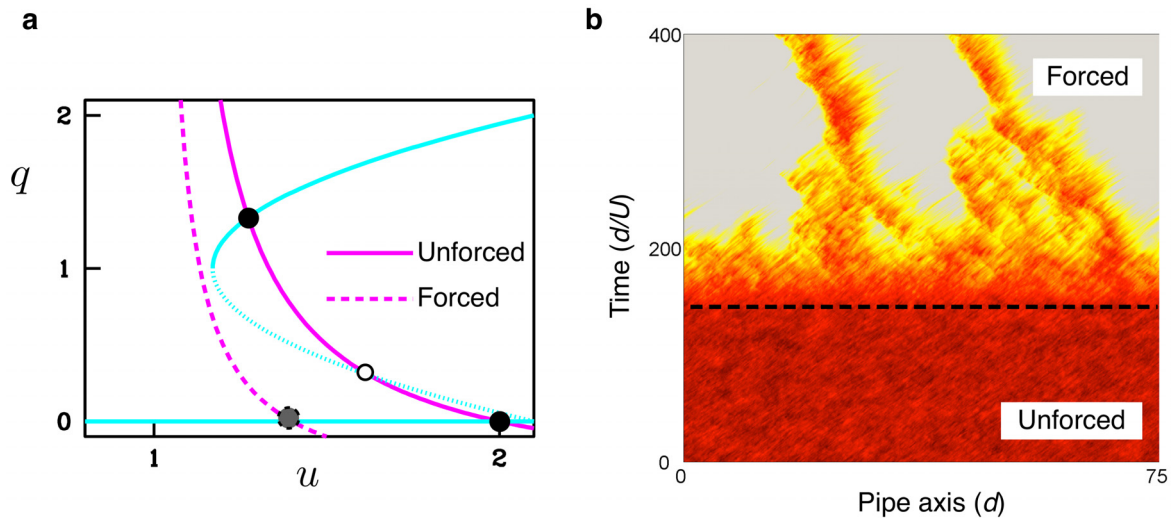 a
2
1
0
q
1
2
u
Unforced
Forced
b
400
200
0
Time (d/U)
Forced
Unforced
0
75
Pipe axis (d)